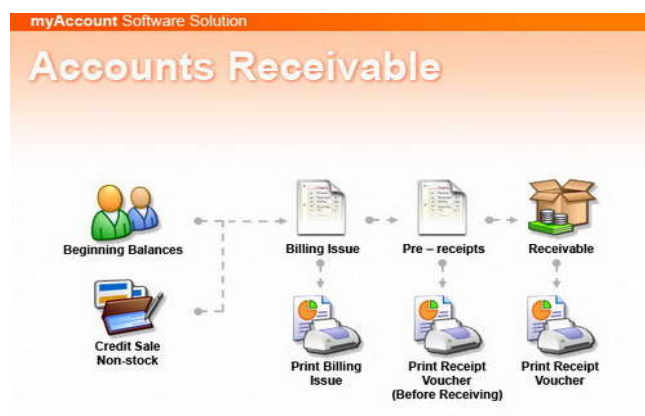 myAccount Software Solution
Accounts Receivable
Beginning Balances
Billing Issue
Pre – receipts
Receivable
Credit Sale
Non-stock
Print Billing
Issue
Print Receipt
Voucher
(Before Receiving)
Print Receipt
Voucher